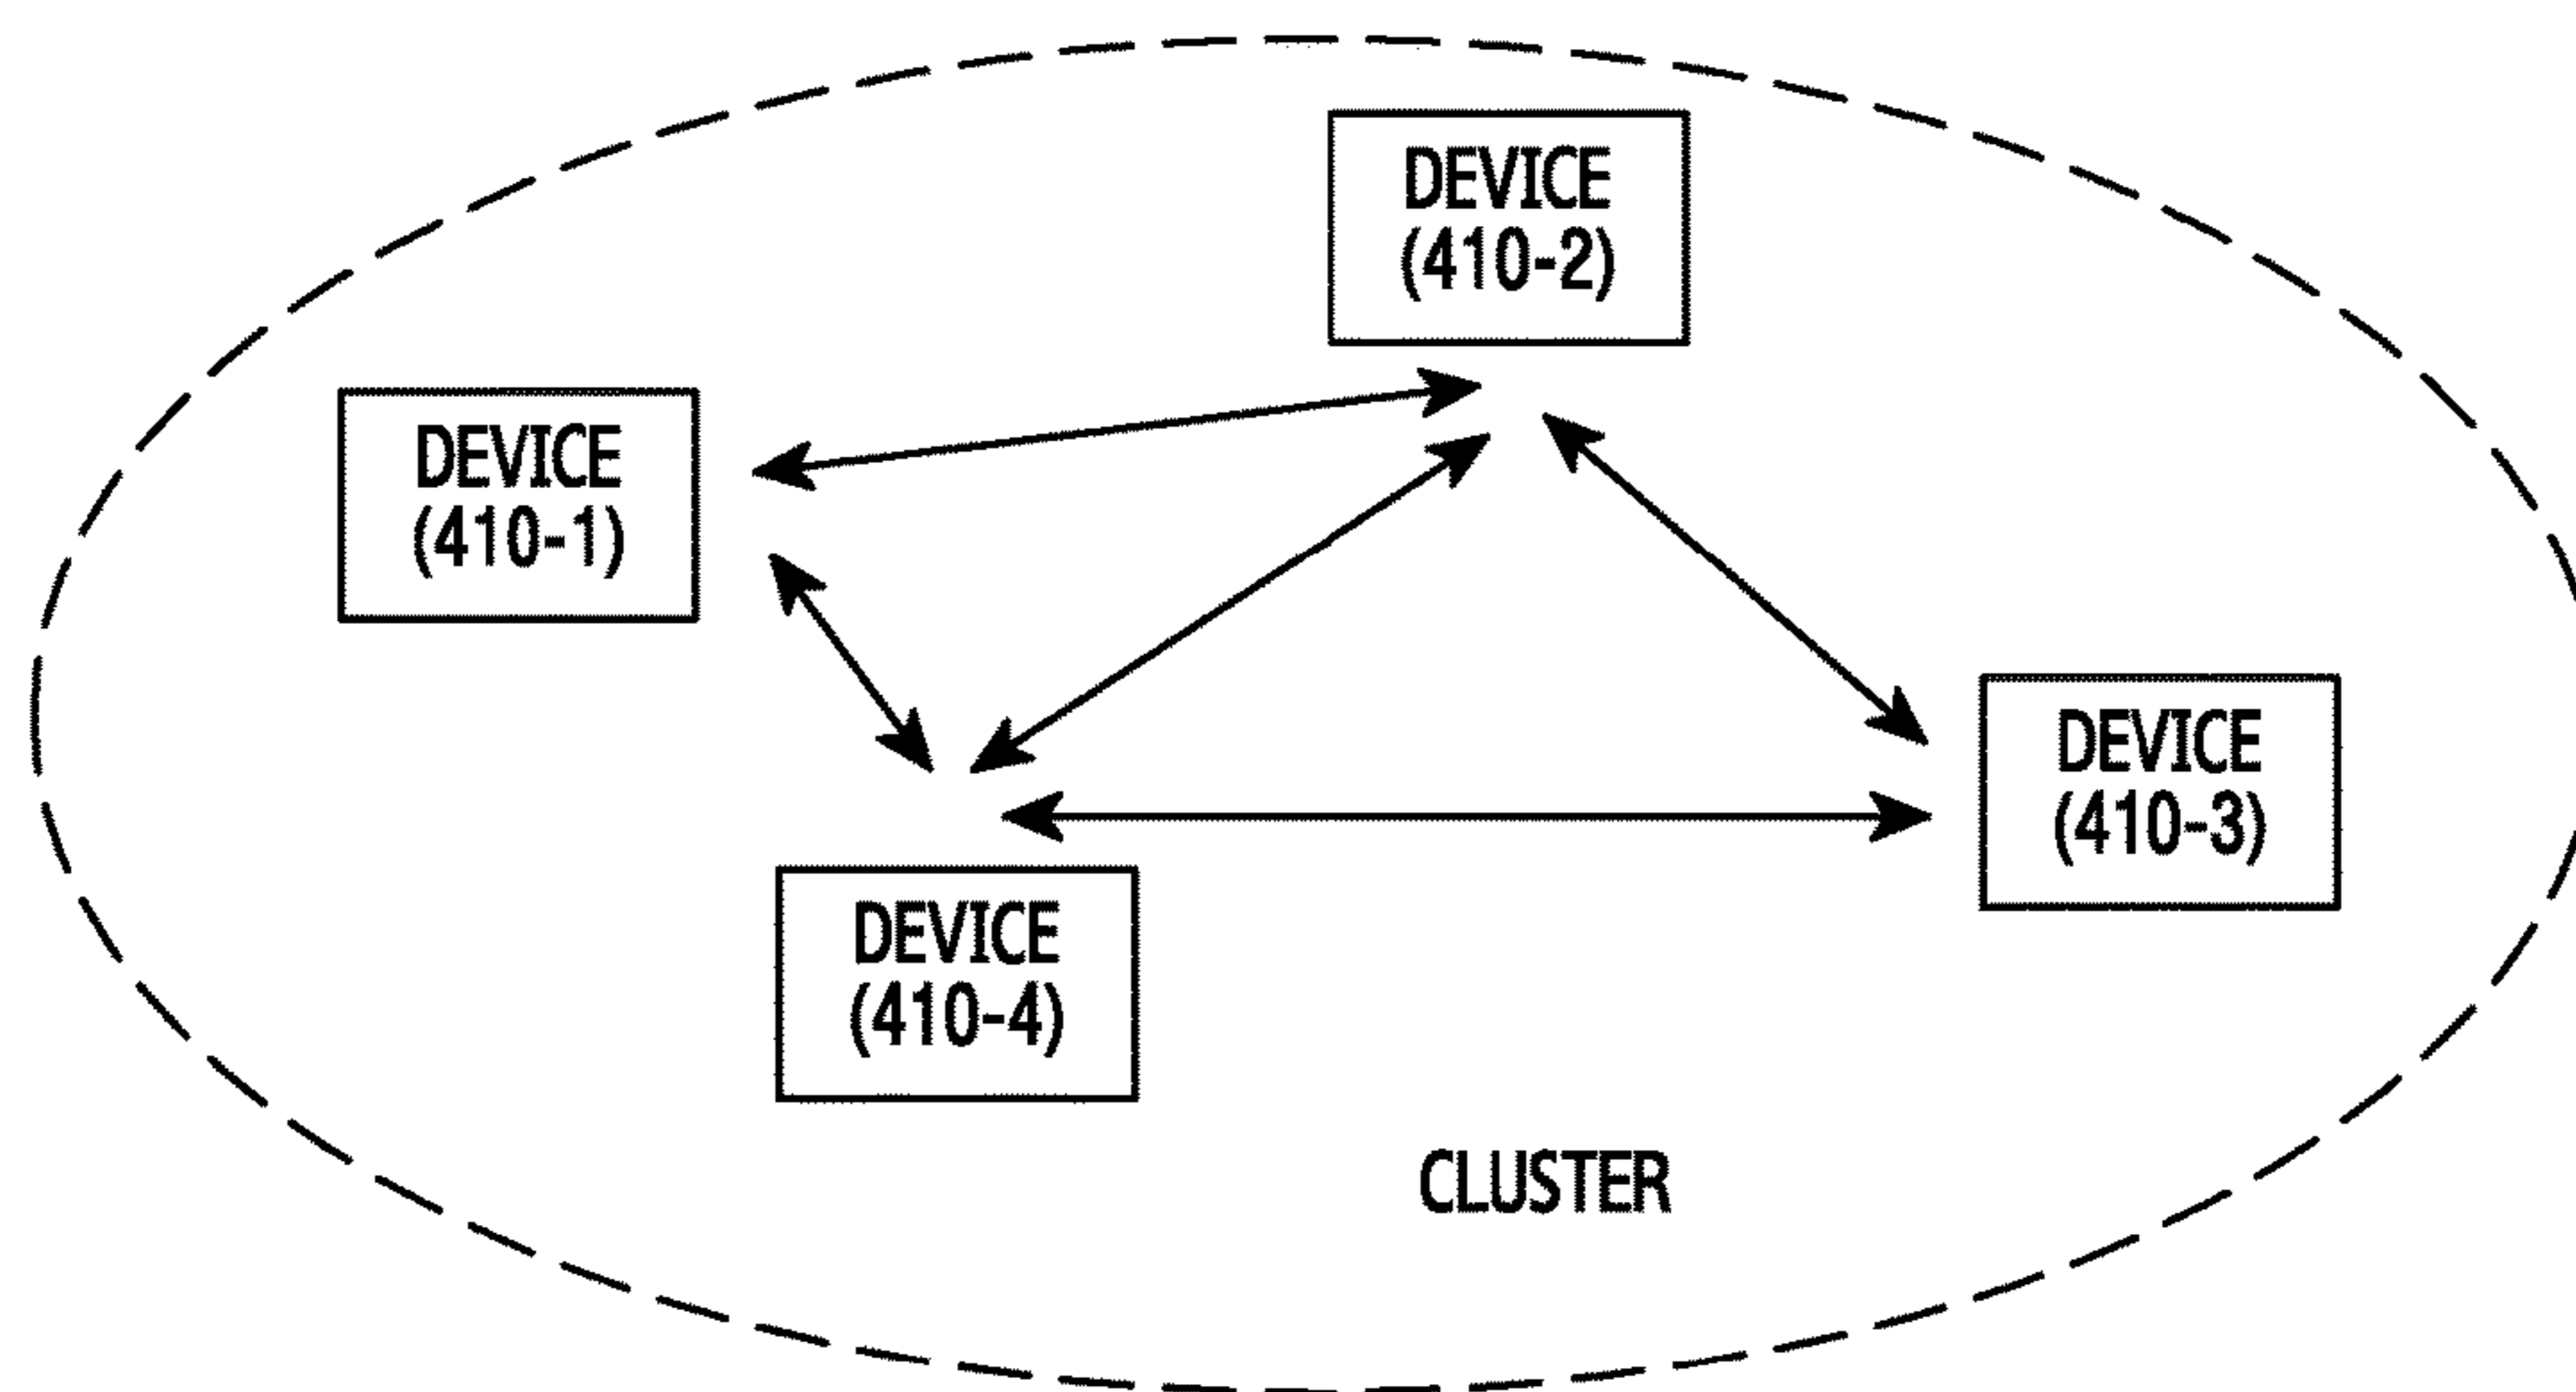 DEVICE
(410-2)
DEVICE
(410-1)
DEVICE
(410-3)
DEVICE
(410-4)
CLUSTER